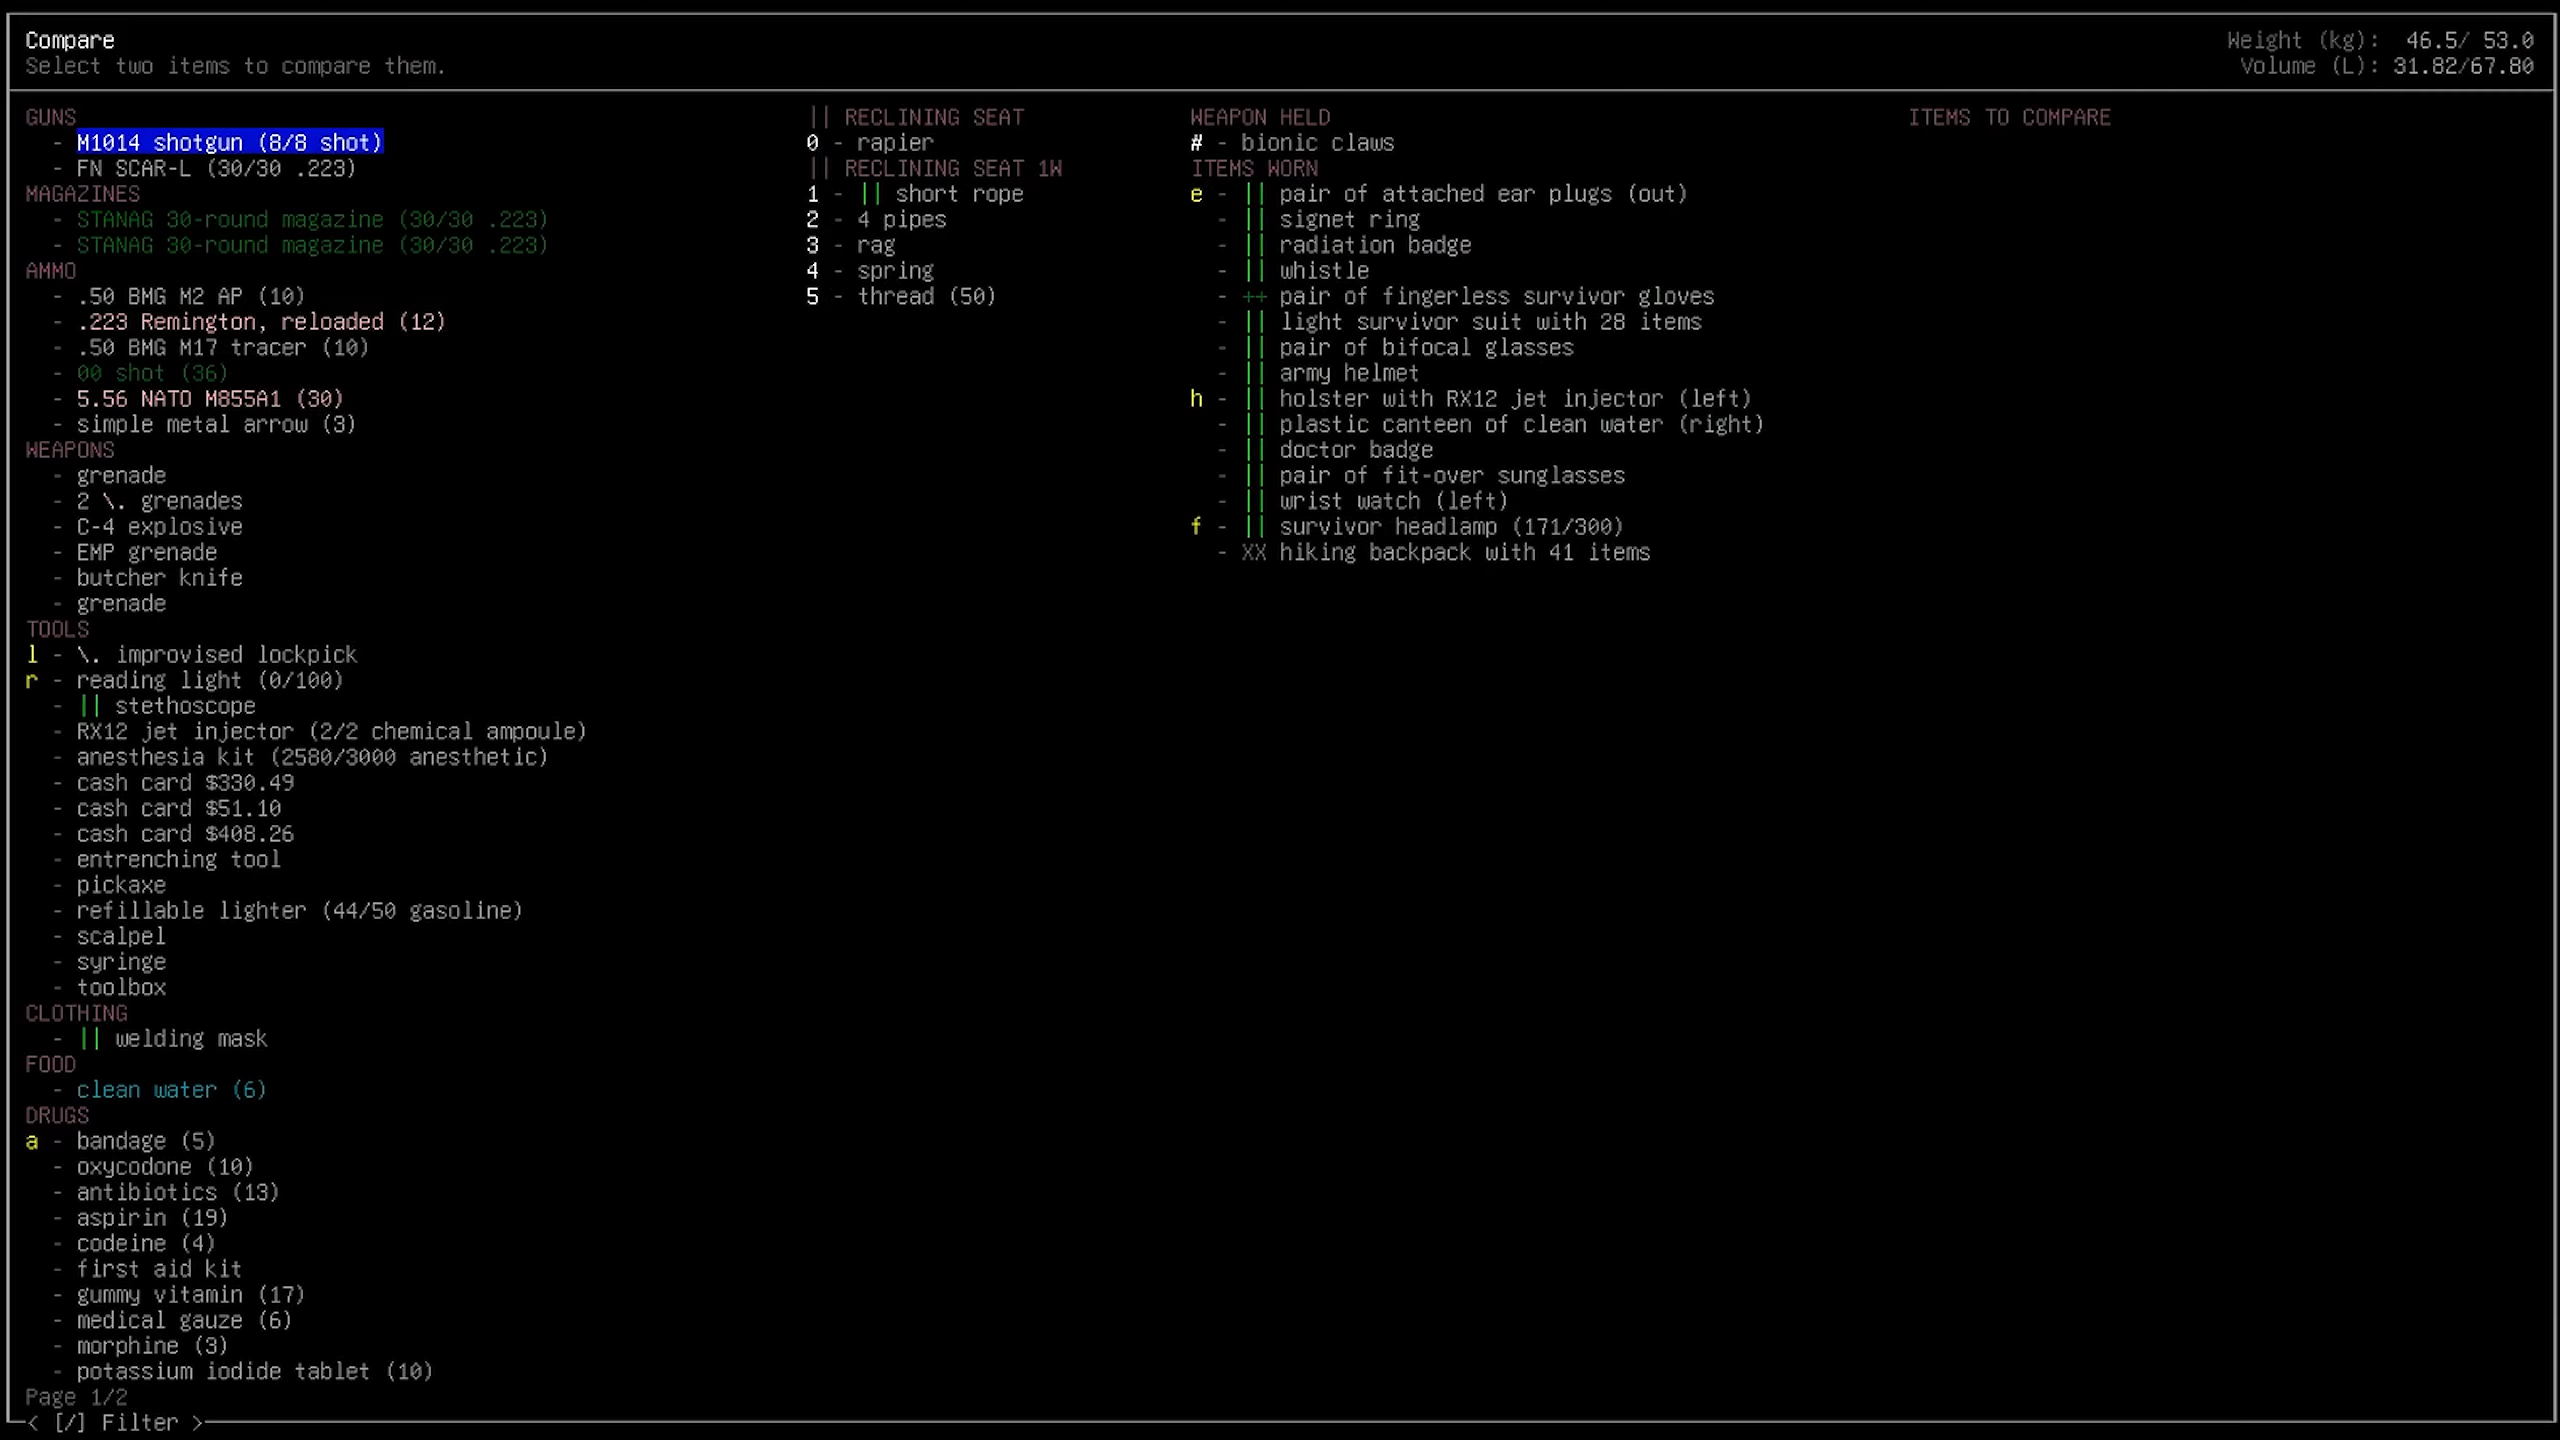 Compare
Select two items to compare them.
Weight (kg): 46.5/ 53.0
Volume (L): 31.82/67.80
GUNS
- M1014 shotgun (8/8 shot)
- FN SCAR-L (30/30 .223)
MAGAZINES
- STANAG 30-round magazine (30/30 .223)
- STANAG 30-round magazine (30/30 .223)
AMMO
- .50 BMG M2 AP (10)
- .223 Remington, reloaded (12)
- .50 BMG M17 tracer (10)
- 00 shot (36)
- 5.56 NATO M855A1 (30)
- simple metal arrow (3)
WEAPONS
- grenade
- 2 \. grenades
- C-4 explosive
- EMP grenade
- butcher knife
- grenade
TOOLS
l - \. improvised lockpick
r - reading light (0/100)
- || stethoscope
- RX12 jet injector (2/2 chemical ampoule)
- anesthesia kit (2580/3000 anesthetic)
- cash card $330.49
- cash card $51.10
- cash card $408.26
- entrenching tool
- pickaxe
- refillable lighter (44/50 gasoline)
- scalpel
- syringe
- toolbox
CLOTHING
- || welding mask
FOOD
- clean water (6)
DRUGS
a - bandage (5)
- oxycodone (10)
- antibiotics (13)
- aspirin (19)
- codeine (4)
- first aid kit
- gummy vitamin (17)
- medical gauze (6)
- morphine (3)
- potassium iodide tablet (10)
Page 1/2
< [/] Filter >
|| RECLINING SEAT
0 - rapier
|| RECLINING SEAT 1W
1 - || short rope
2 - 4 pipes
3 - rag
4 - spring
5 - thread (50)
WEAPON HELD
# - bionic claws
ITEMS WORN
e - || pair of attached ear plugs (out)
- || signet ring
- || radiation badge
- || whistle
- ++ pair of fingerless survivor gloves
- || light survivor suit with 28 items
- || pair of bifocal glasses
- || army helmet
h - || holster with RX12 jet injector (left)
- || plastic canteen of clean water (right)
- || doctor badge
- || pair of fit-over sunglasses
- || wrist watch (left)
f - || survivor headlamp (171/300)
- XX hiking backpack with 41 items
ITEMS TO COMPARE